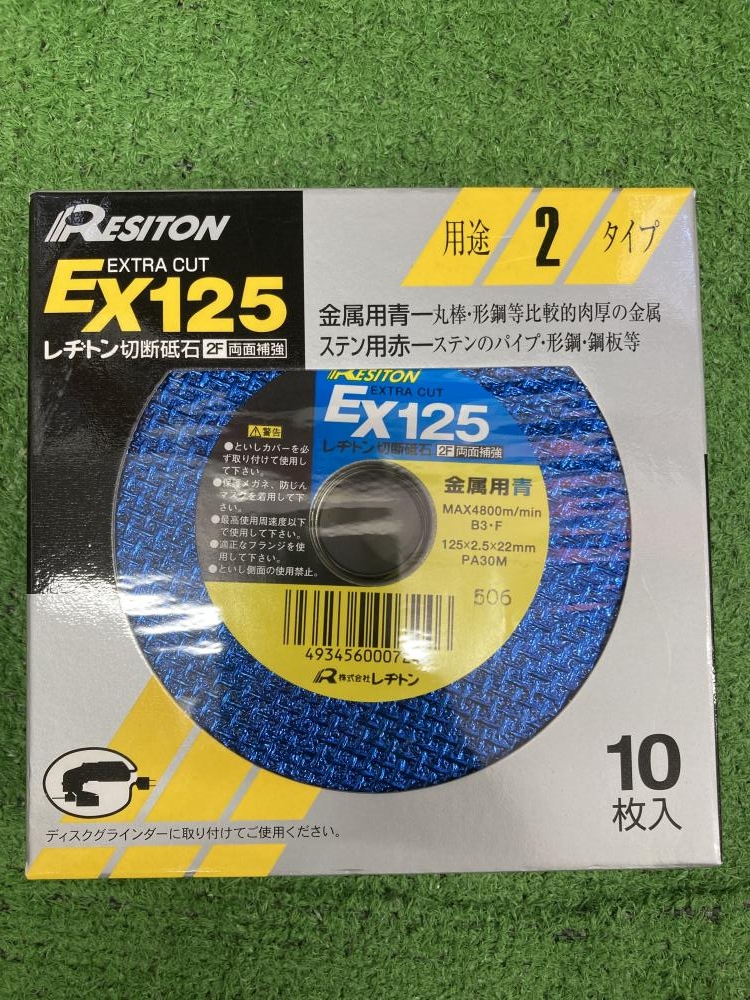 RESITON
EXTRA CUT
EX125
レヂトン切断砥石 2F 両面補強
用途 2 タイプ
金属用青ー丸棒・形鋼等比較的肉厚の金属
ステン用赤ーステンのパイプ・形鋼・鋼板等
RESITON
EXTRA CUT
EX125
レヂトン切断砥石 2F 両面補強
警告
●といしカバーを必
ず取り付けて使用し
て下さい。
●保護メガネ、防じん
マスクを着用して下
さい。
●最高使用周速度以下
で使用して下さい。
●適正なフランジを使
用して下さい。
●といし側面の使用禁止。
金属用青
MAX4800m/min
B3・F
125×2.5×22mm
PA30M
506
49345600072
株式会社レヂトン
10
枚入
ディスクグラインダーに取り付けてご使用ください。